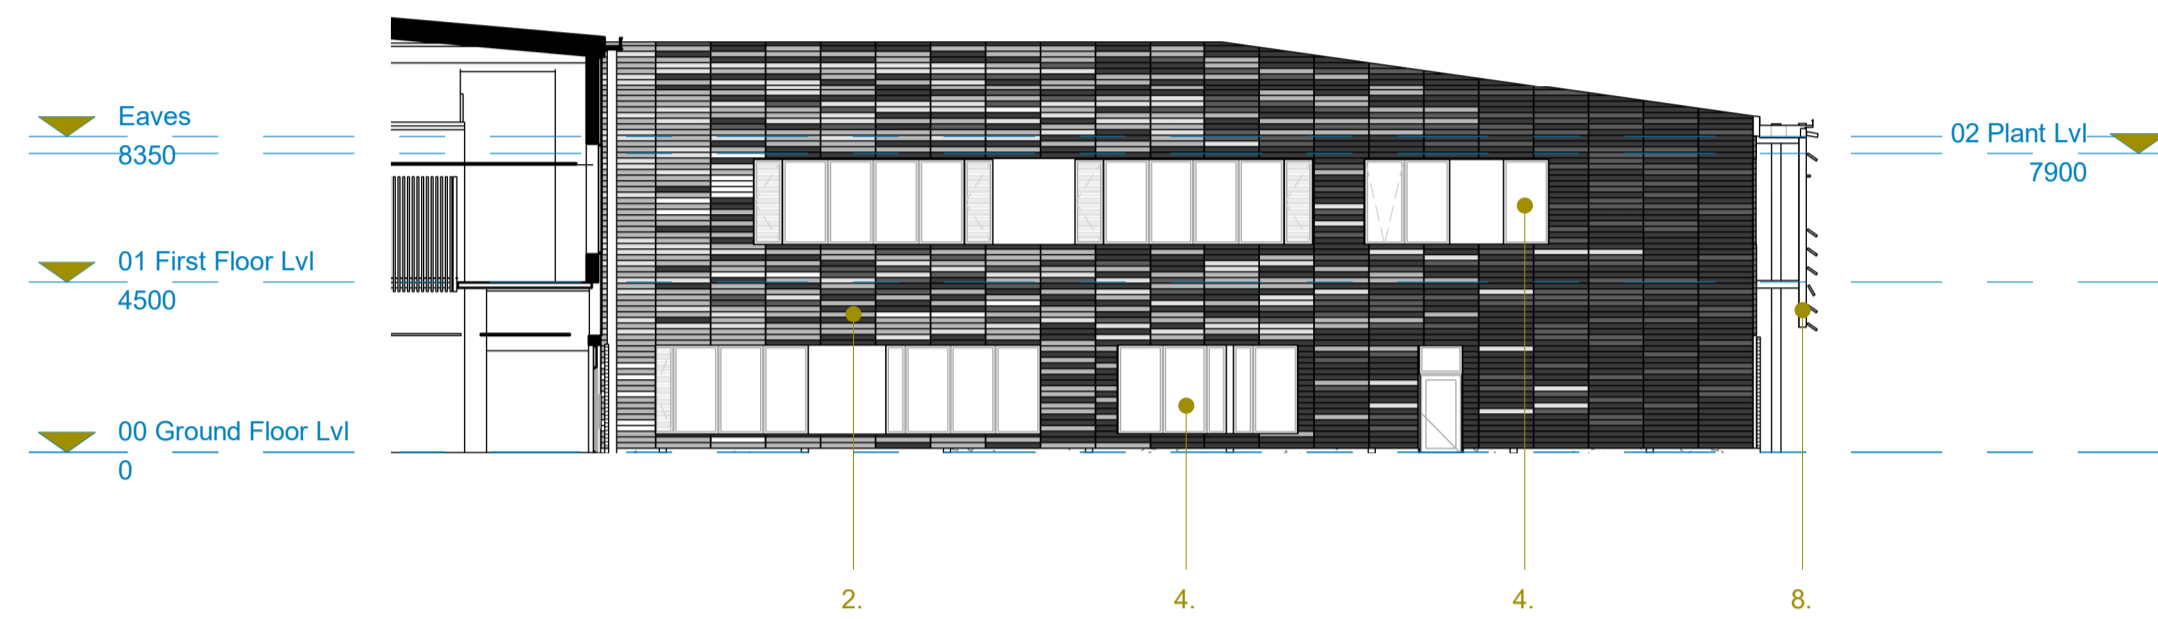 Eaves
8350
02 Plant Lvl
7900
01 First Floor Lvl
4500
00 Ground Floor Lvl
0
2.
4.
4.
8.